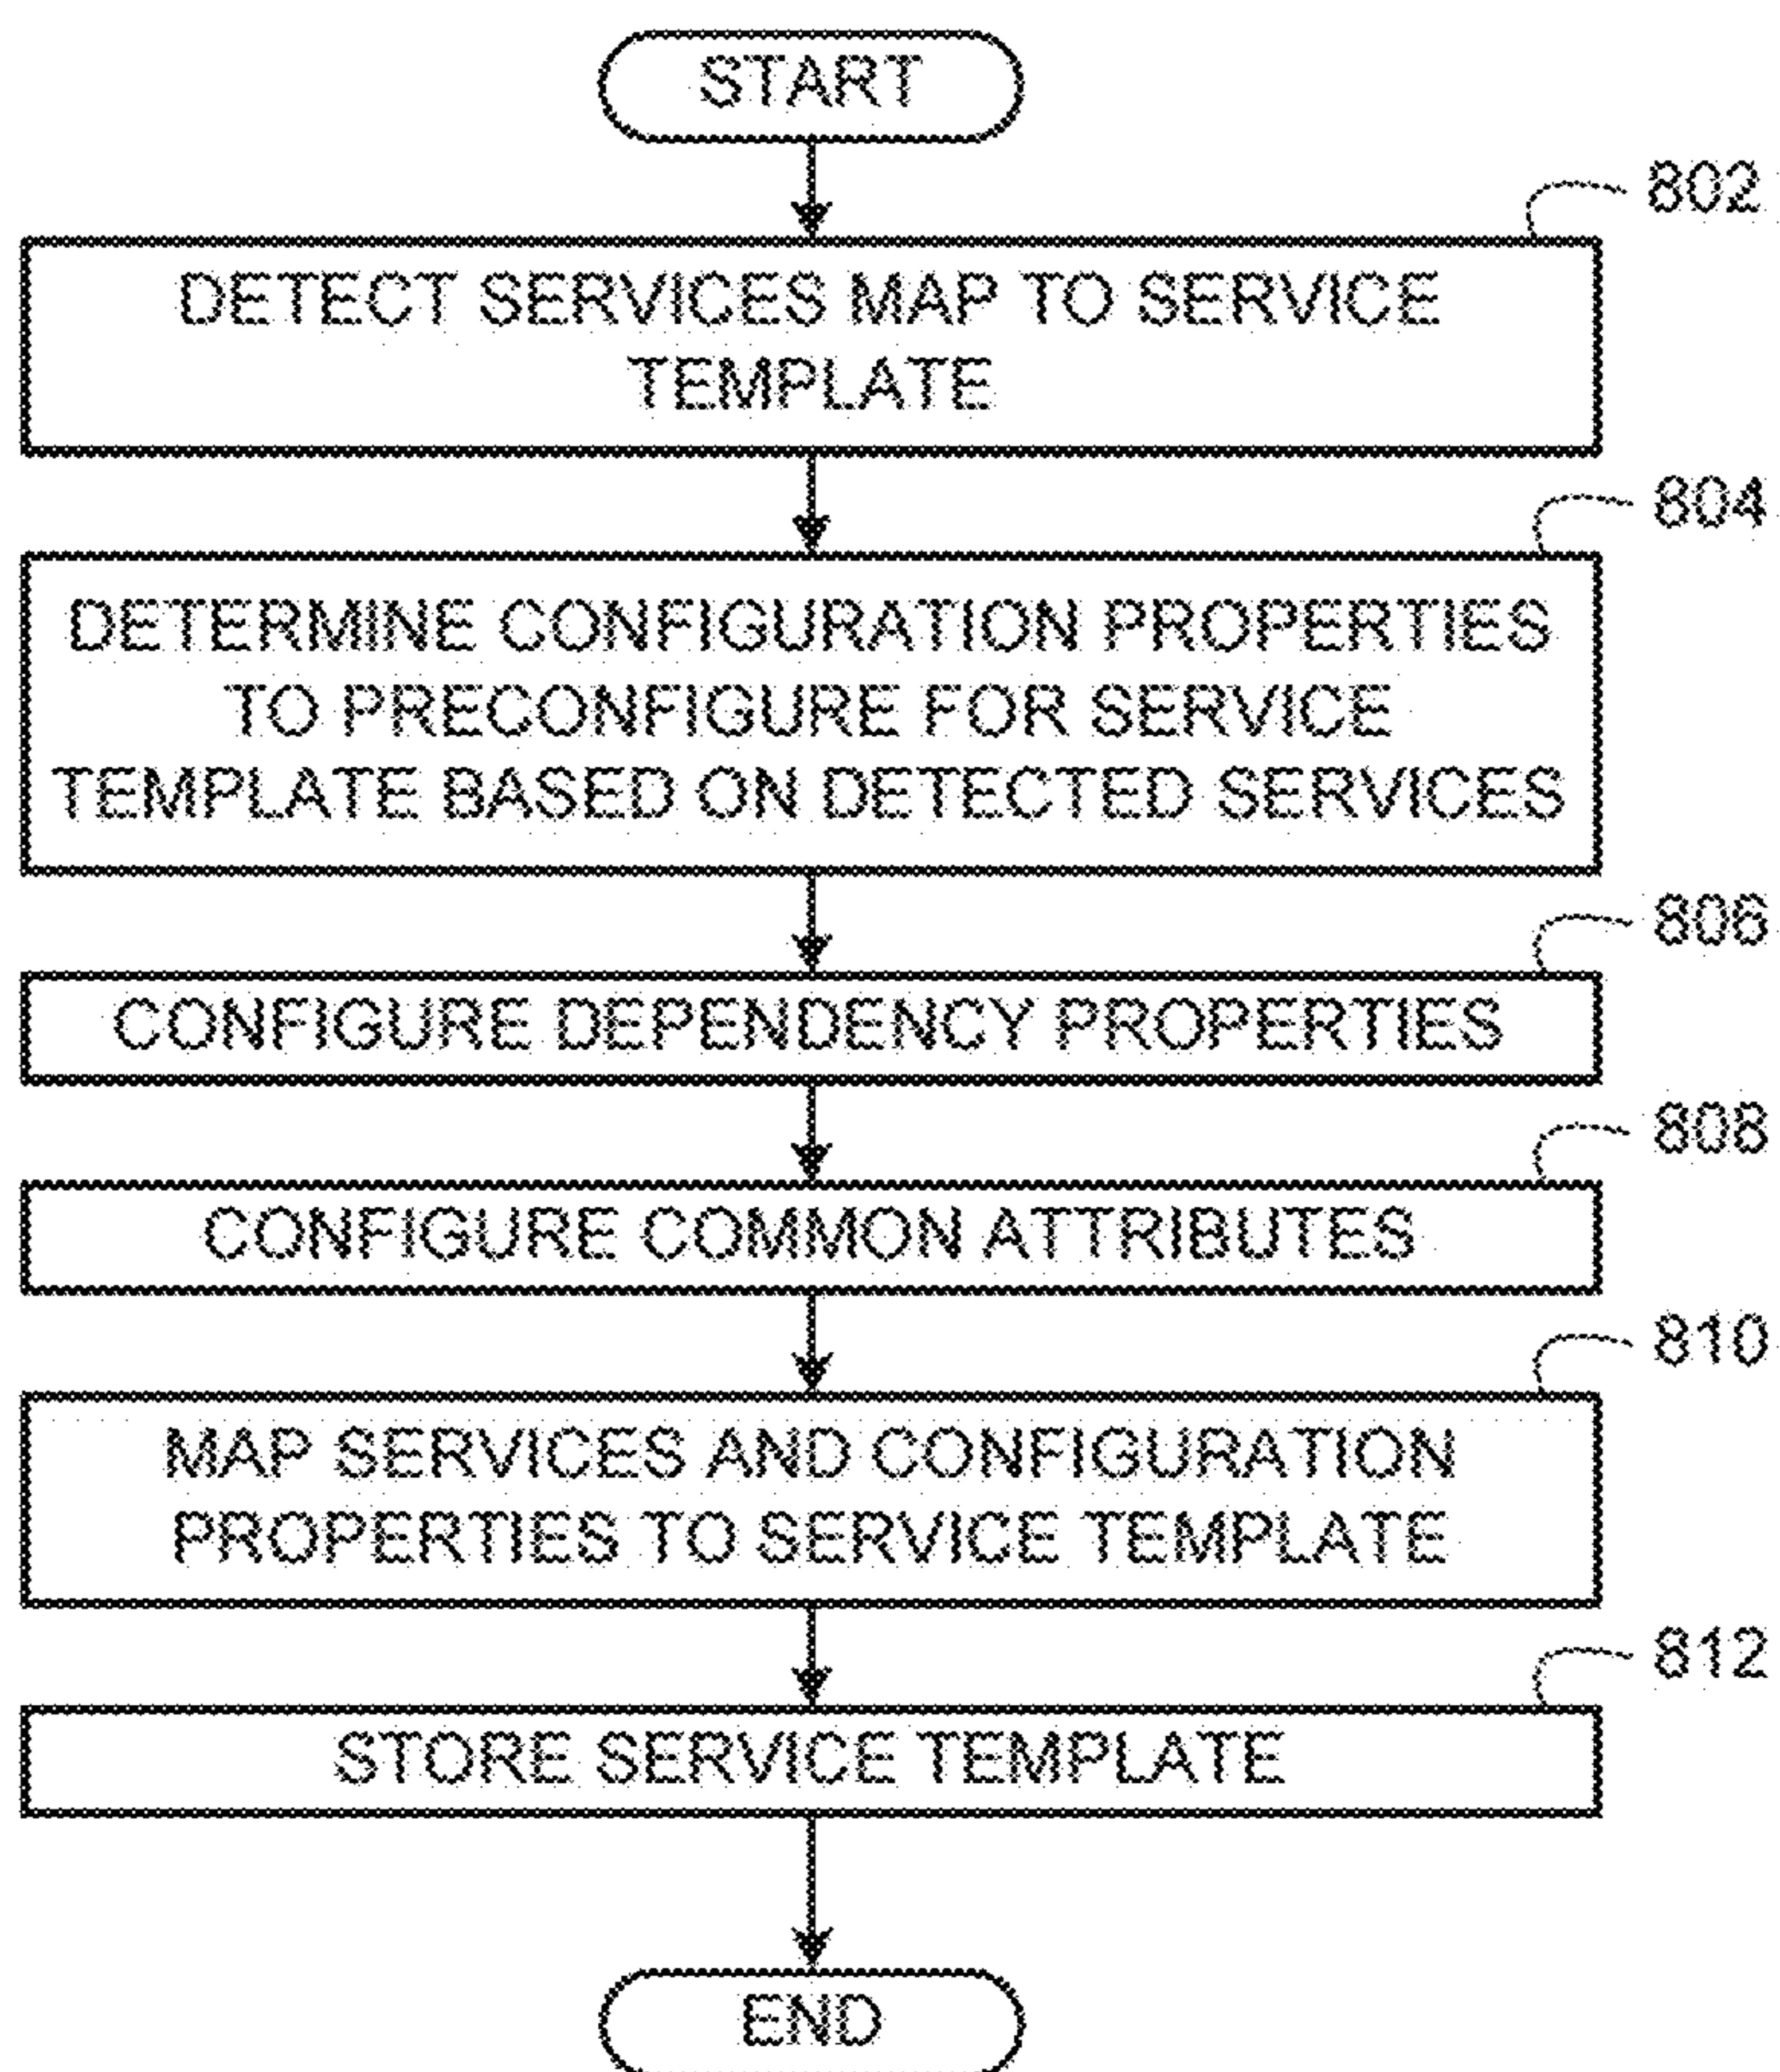 START
802
DETECT SERVICES MAP TO SERVICE
TEMPLATE
804
DETERMINE CONFIGURATION PROPERTIES
TO PRECONFIGURE FOR SERVICE
TEMPLATE BASED ON DETECTED SERVICES
806
CONFIGURE DEPENDENCY PROPERTIES
808
CONFIGURE COMMON ATTRIBUTES
810
MAP SERVICES AND CONFIGURATION
PROPERTIES TO SERVICE TEMPLATE
812
STORE SERVICE TEMPLATE
END